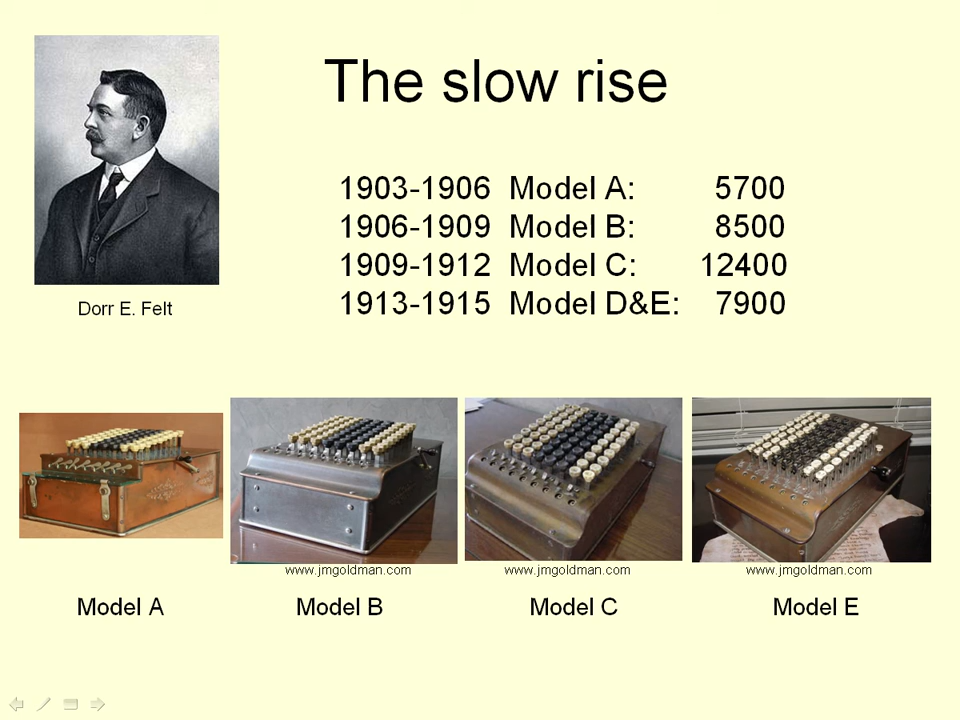 The slow rise
1903-1906 Model A: 5700
1906-1909 Model B: 8500
1909-1912 Model C: 12400
1913-1915 Model D&E: 7900
Dorr E. Felt
www.jmgoldman.com
www.jmgoldman.com
www.jmgoldman.com
Model A
Model B
Model C
Model E